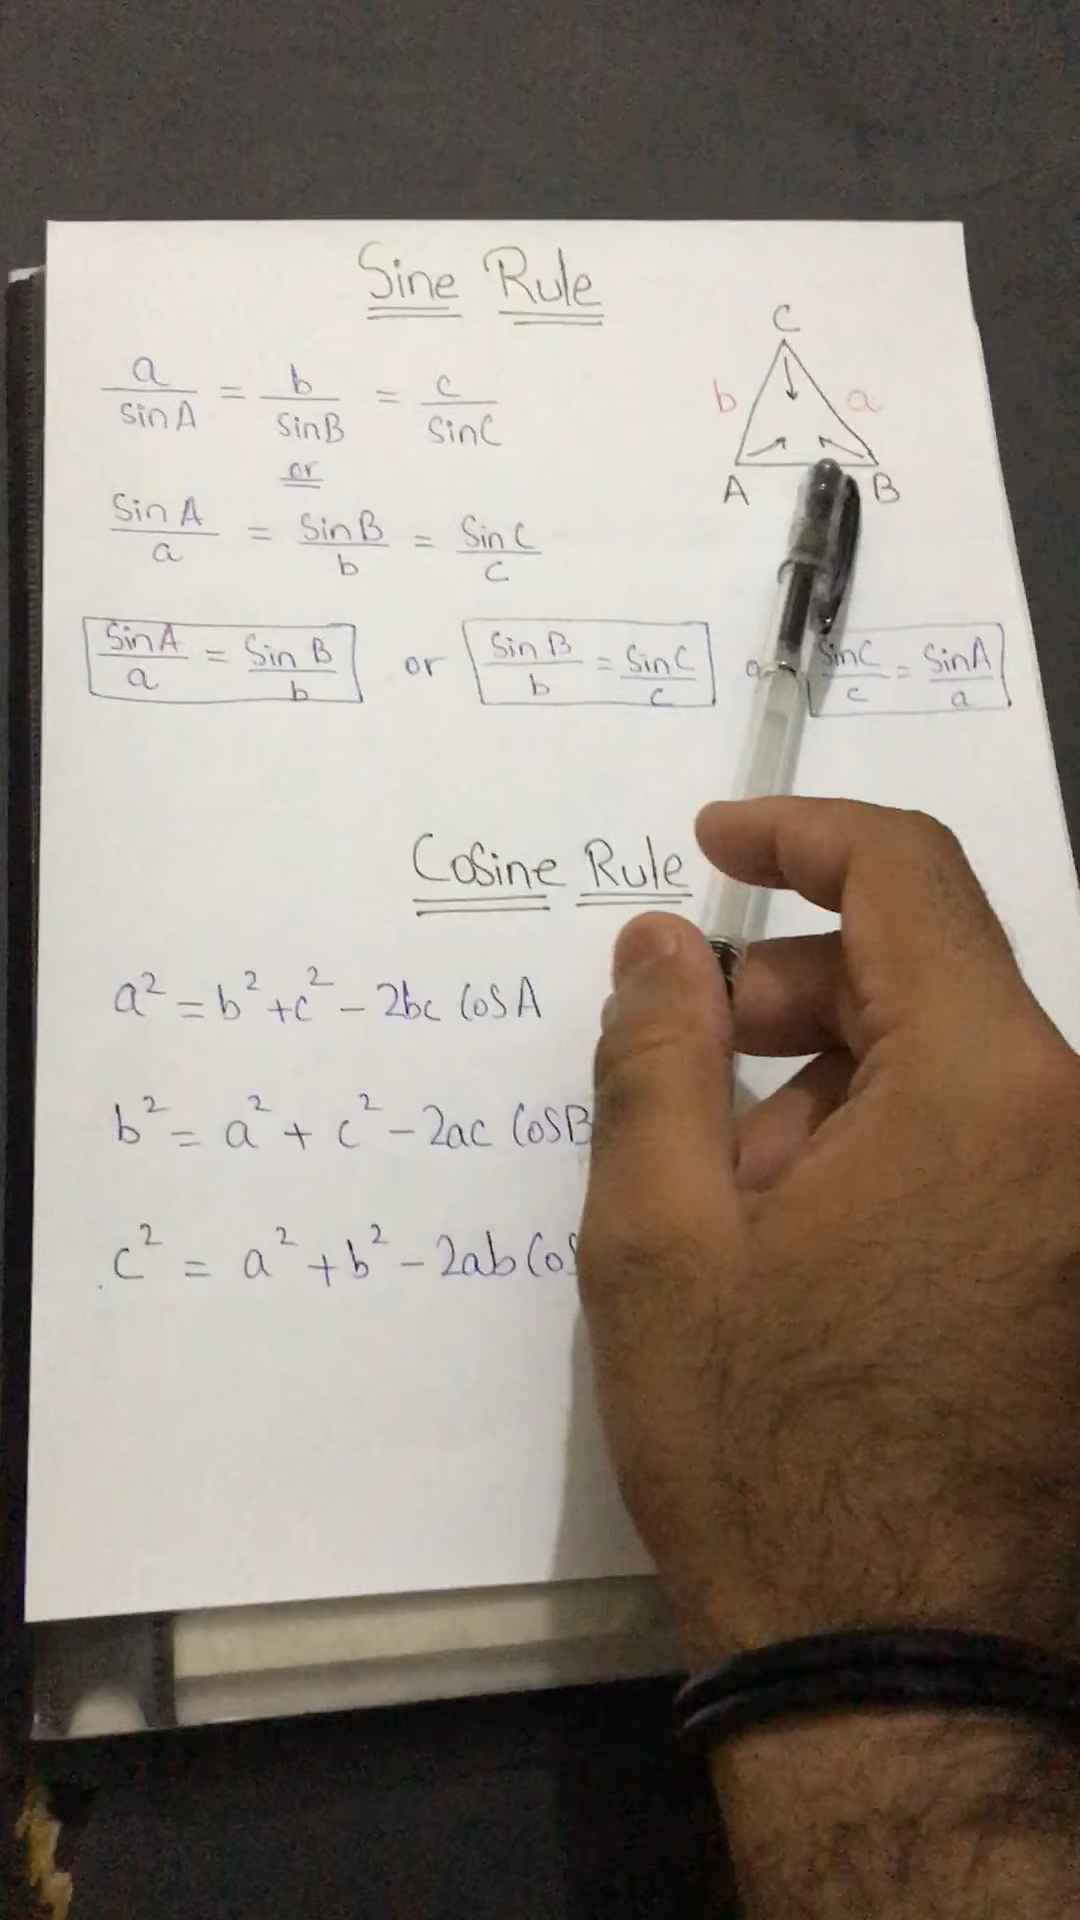 Sine Rule
a/sinA = b/sinB = c/sinC
or
SinA/a = SinB/b = SinC/c
SinA/a = SinB/b or SinB/b = SinC/c SinC/c = SinA/a
C
b a
A B
Cosine Rule
a² = b² + c² - 2bc CosA
b² = a² + c² - 2ac CosB
c² = a² + b² - 2ab Cos